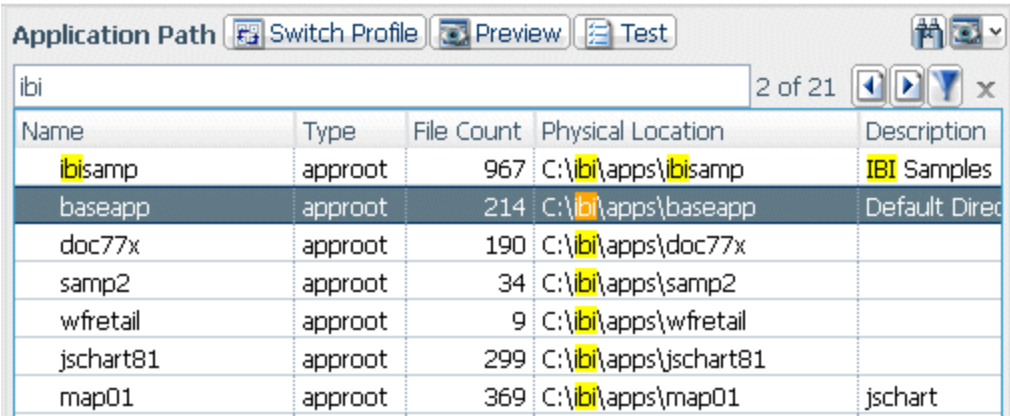 Application Path Switch Profile Preview Test
ibi 2 of 21 x
Name Type File Count Physical Location Description
ibisamp approot 967 C:\ibi\apps\ibisamp IBI Samples
baseapp approot 214 C:\ibi\apps\baseapp Default Direc
doc77x approot 190 C:\ibi\apps\doc77x
samp2 approot 34 C:\ibi\apps\samp2
wfretail approot 9 C:\ibi\apps\wfretail
jschart81 approot 299 C:\ibi\apps\jschart81
map01 approot 369 C:\ibi\apps\map01 jschart